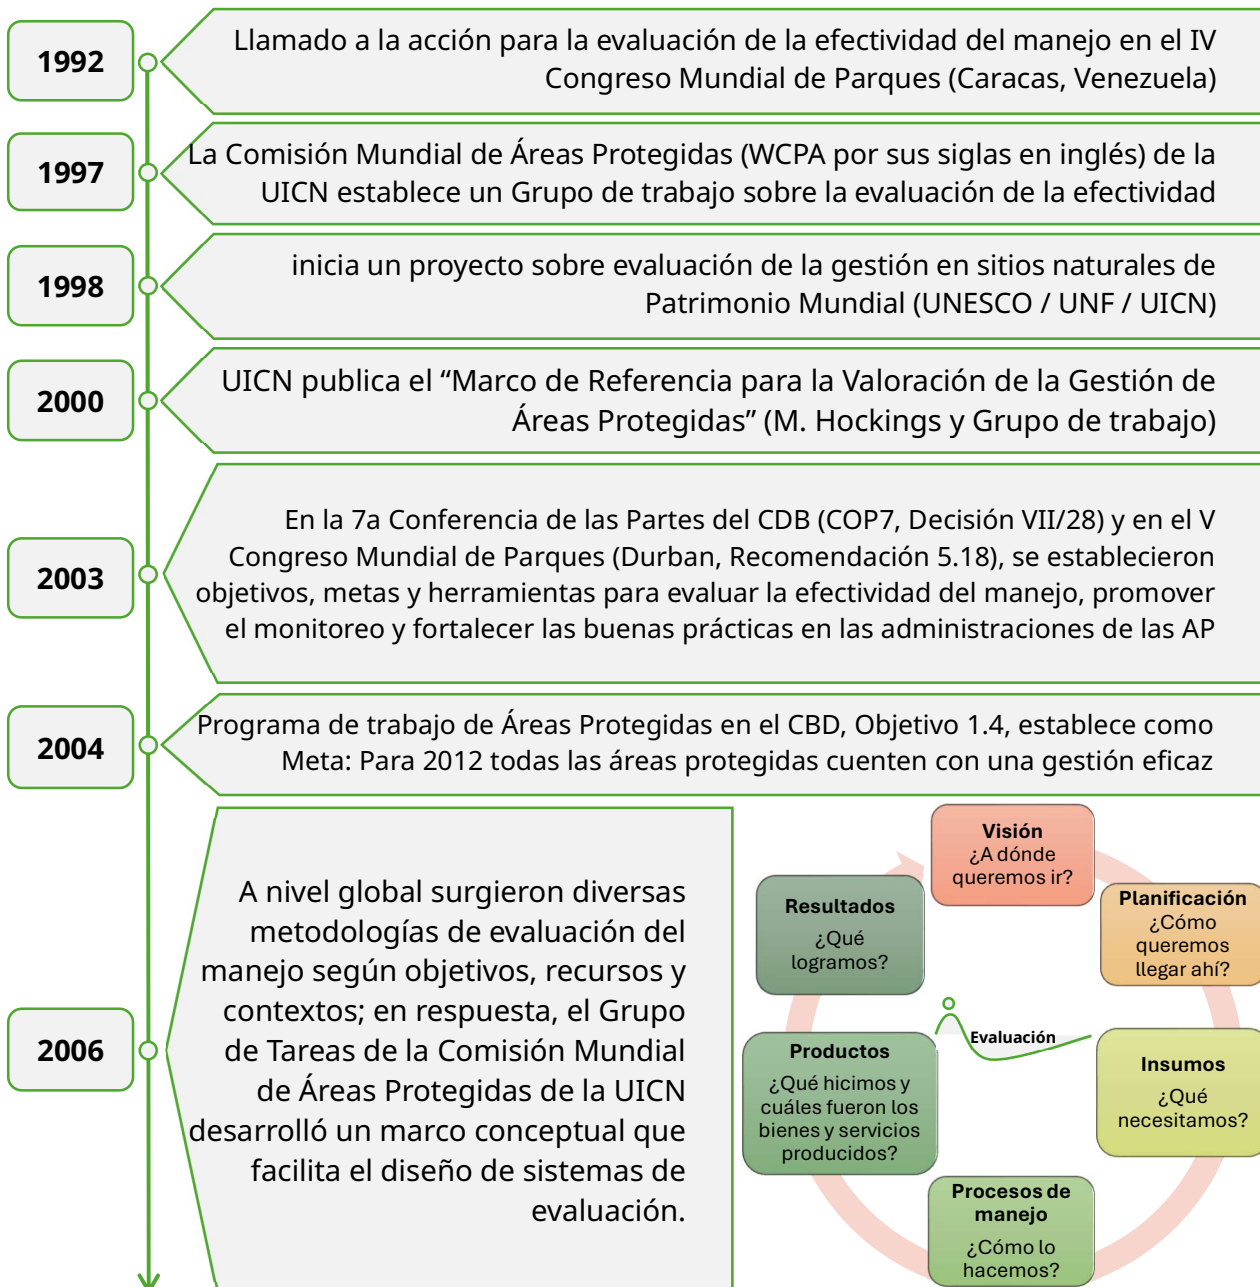 1992
Llamado a la acción para la evaluación de la efectividad del manejo en el IV
Congreso Mundial de Parques (Caracas, Venezuela)
1997
La Comisión Mundial de Áreas Protegidas (WCPA por sus siglas en inglés) de la
UICN establece un Grupo de trabajo sobre la evaluación de la efectividad
1998
inicia un proyecto sobre evaluación de la gestión en sitios naturales de
Patrimonio Mundial (UNESCO / UNF / UICN)
2000
UICN publica el “Marco de Referencia para la Valoración de la Gestión de
Áreas Protegidas” (M. Hockings y Grupo de trabajo)
2003
En la 7a Conferencia de las Partes del CDB (COP7, Decisión VII/28) y en el V
Congreso Mundial de Parques (Durban, Recomendación 5.18), se establecieron
objetivos, metas y herramientas para evaluar la efectividad del manejo, promover
el monitoreo y fortalecer las buenas prácticas en las administraciones de las AP
2004
Programa de trabajo de Áreas Protegidas en el CBD, Objetivo 1.4, establece como
Meta: Para 2012 todas las áreas protegidas cuenten con una gestión eficaz
2006
A nivel global surgieron diversas
metodologías de evaluación del
manejo según objetivos, recursos y
contextos; en respuesta, el Grupo
de Tareas de la Comisión Mundial
de Áreas Protegidas de la UICN
desarrolló un marco conceptual que
facilita el diseño de sistemas de
evaluación.
Visión
¿A dónde
queremos ir?
Planificación
¿Cómo
queremos
llegar ahí?
Insumos
¿Qué
necesitamos?
Procesos de
manejo
¿Cómo lo
hacemos?
Productos
¿Qué hicimos y
cuáles fueron los
bienes y servicios
producidos?
Resultados
¿Qué
logramos?
Evaluación